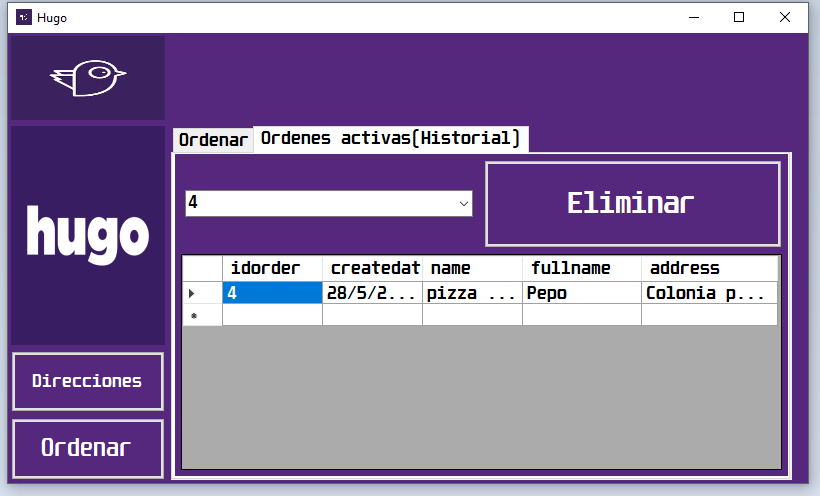 Hugo
hugo
Direcciones
Ordenar
Ordenar Ordenes activas(Historial)
4
Eliminar
idorder createdat name fullname address
4 28/5/2... pizza ... Pepo Colonia p...